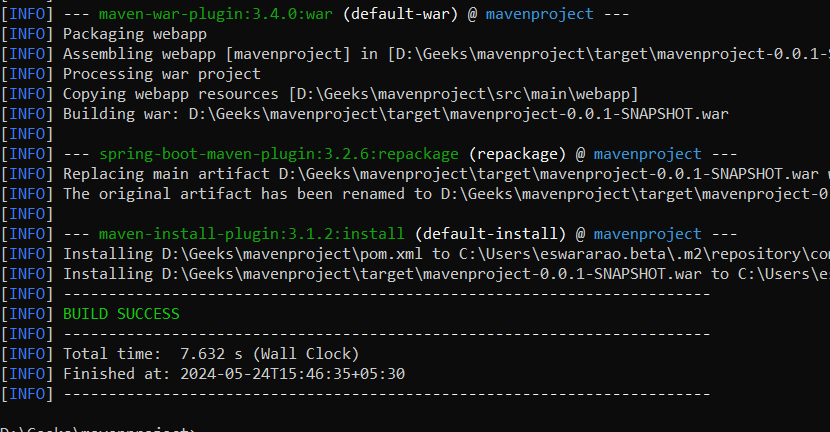 [INFO] --- maven-war-plugin:3.4.0:war (default-war) @ mavenproject ---
[INFO] Packaging webapp
[INFO] Assembling webapp [mavenproject] in [D:\Geeks\mavenproject\target\mavenproject-0.0.1-S
[INFO] Processing war project
[INFO] Copying webapp resources [D:\Geeks\mavenproject\src\main\webapp]
[INFO] Building war: D:\Geeks\mavenproject\target\mavenproject-0.0.1-SNAPSHOT.war
[INFO]
[INFO] --- spring-boot-maven-plugin:3.2.6:repackage (repackage) @ mavenproject ---
[INFO] Replacing main artifact D:\Geeks\mavenproject\target\mavenproject-0.0.1-SNAPSHOT.war w
[INFO] The original artifact has been renamed to D:\Geeks\mavenproject\target\mavenproject-0
[INFO]
[INFO] --- maven-install-plugin:3.1.2:install (default-install) @ mavenproject ---
[INFO] Installing D:\Geeks\mavenproject\pom.xml to C:\Users\eswararao.beta\.m2\repository\co
[INFO] Installing D:\Geeks\mavenproject\target\mavenproject-0.0.1-SNAPSHOT.war to C:\Users\es
[INFO] ------------------------------------------------------------------------
[INFO] BUILD SUCCESS
[INFO] ------------------------------------------------------------------------
[INFO] Total time:  7.632 s (Wall Clock)
[INFO] Finished at: 2024-05-24T15:46:35+05:30
[INFO] ------------------------------------------------------------------------
D:\Geeks\mavenproject>